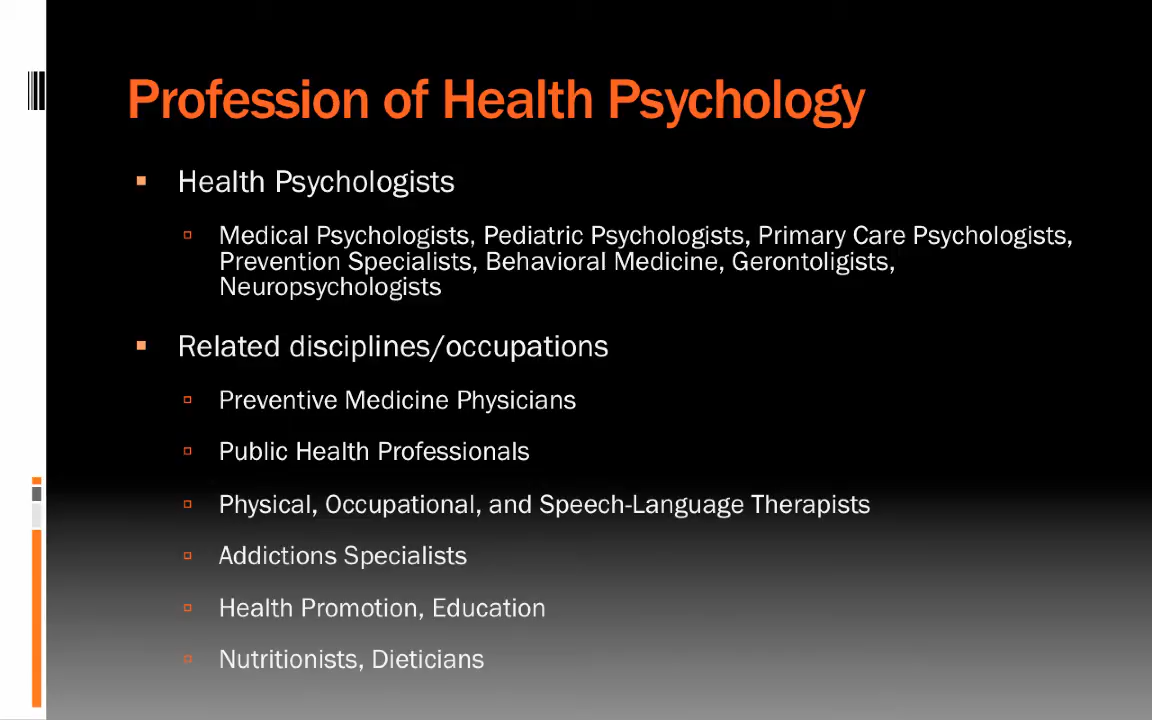 Profession of Health Psychology
Health Psychologists
Medical Psychologists, Pediatric Psychologists, Primary Care Psychologists,
Prevention Specialists, Behavioral Medicine, Gerontoligists,
Neuropsychologists
Related disciplines/occupations
Preventive Medicine Physicians
Public Health Professionals
Physical, Occupational, and Speech-Language Therapists
Addictions Specialists
Health Promotion, Education
Nutritionists, Dieticians